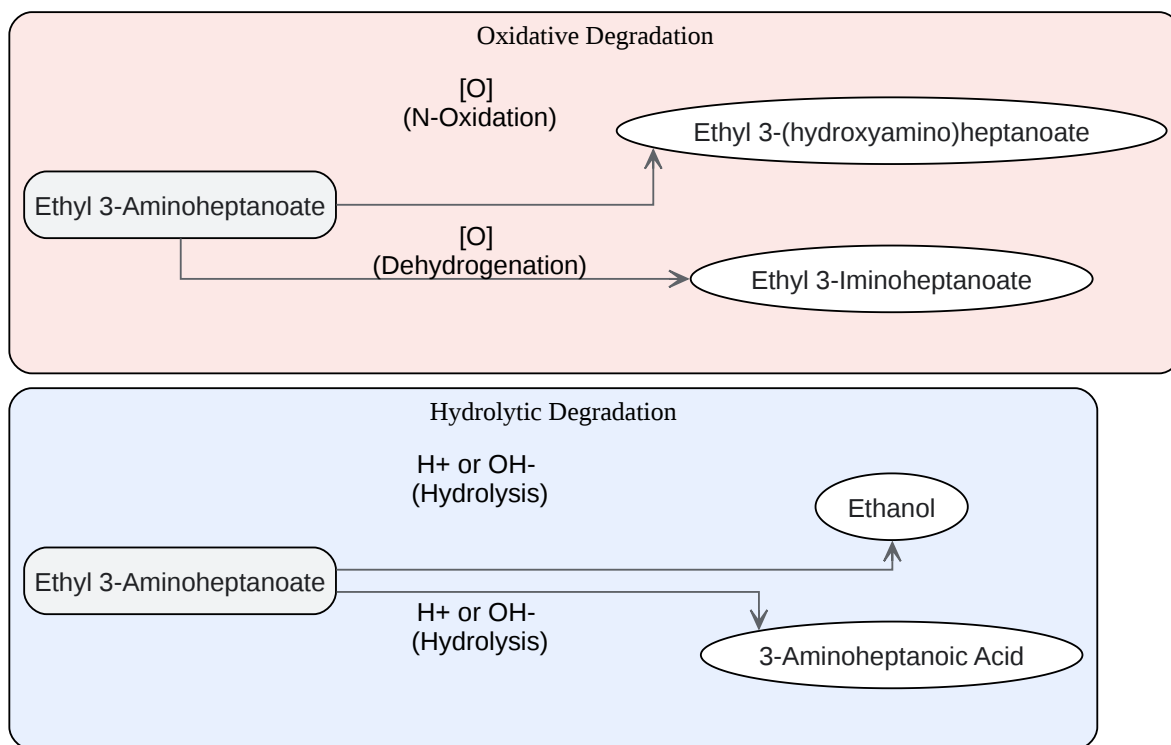 Oxidative Degradation
[O]
(N-Oxidation)
Ethyl 3-(hydroxyamino)heptanoate
Ethyl 3-Aminoheptanoate
[O]
(Dehydrogenation)
Ethyl 3-Iminoheptanoate
Hydrolytic Degradation
H+ or OH-
(Hydrolysis)
Ethanol
Ethyl 3-Aminoheptanoate
H+ or OH-
(Hydrolysis)
3-Aminoheptanoic Acid